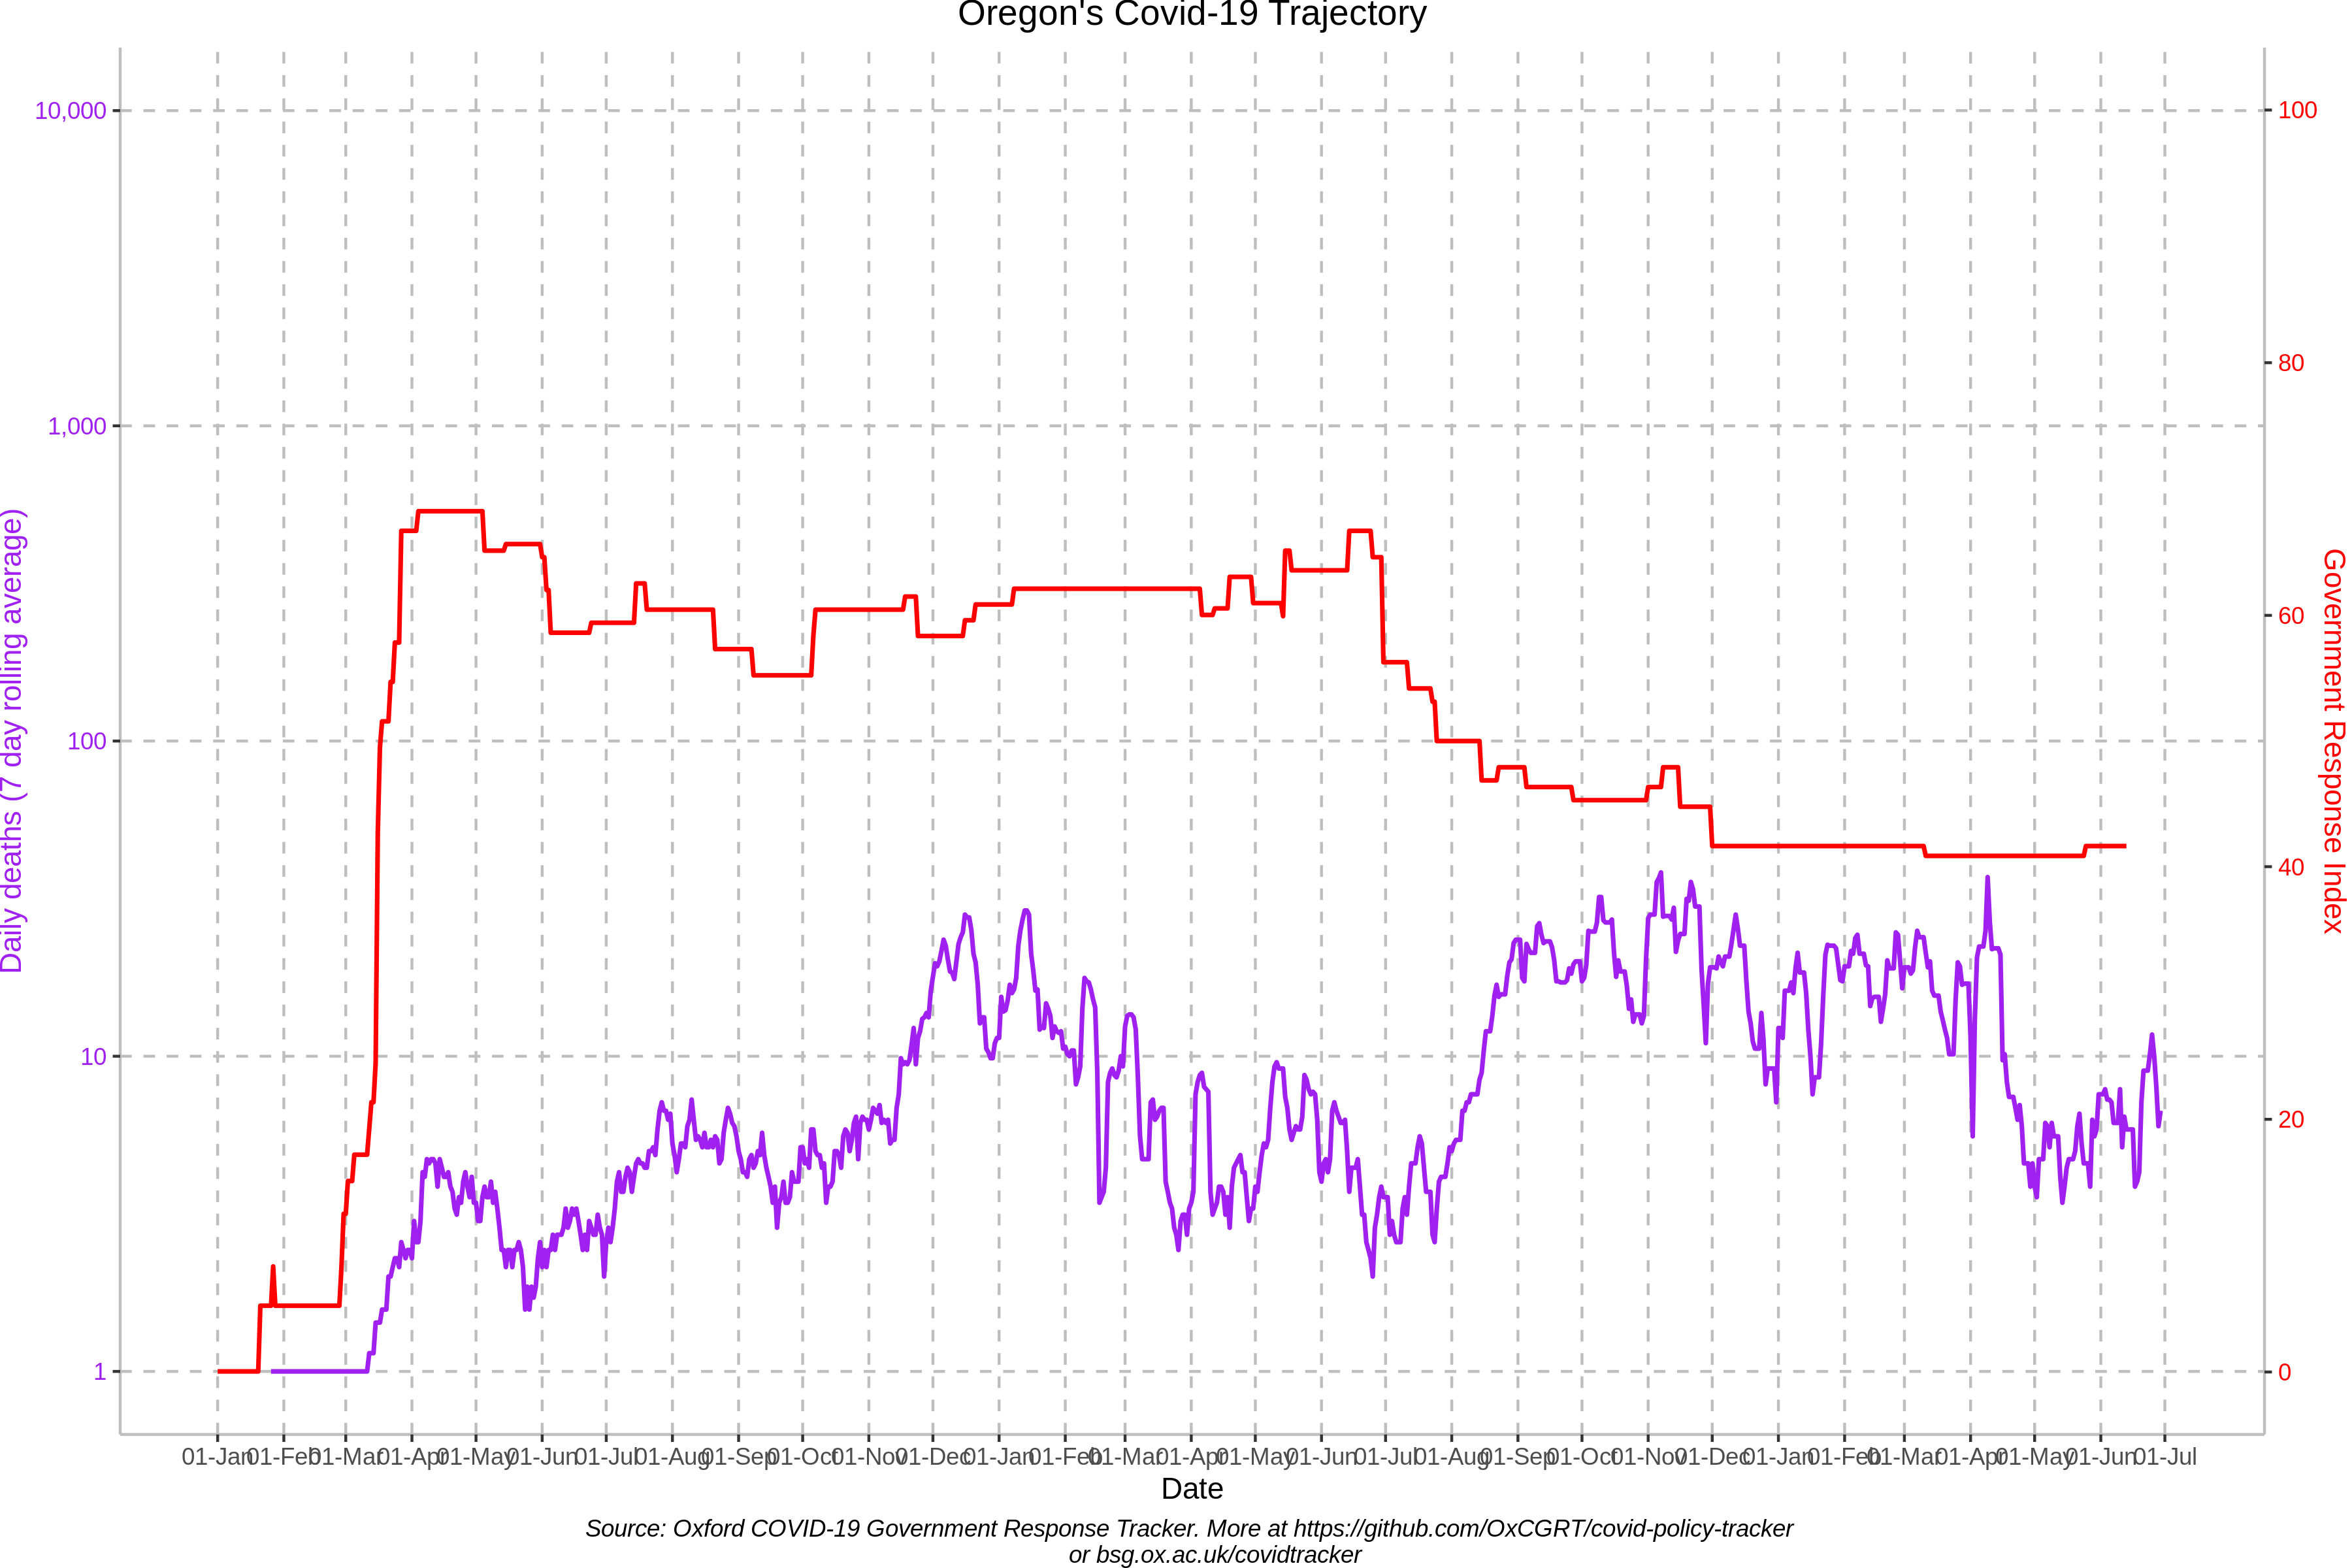 Oregon's Covid-19 Trajectory
10,000
1,000
100
10
1
Daily deaths (7 day rolling average)
100
80
60
40
20
0
Government Response Index
01-Jan 01-Feb 01-Mar 01-Apr 01-May 01-Jun 01-Jul 01-Aug 01-Sep 01-Oct 01-Nov 01-Dec 01-Jan 01-Feb 01-Mar 01-Apr 01-May 01-Jun 01-Jul 01-Aug 01-Sep 01-Oct 01-Nov 01-Dec 01-Jan 01-Feb 01-Mar 01-Apr 01-May 01-Jun 01-Jul
Date
Source: Oxford COVID-19 Government Response Tracker. More at https://github.com/OxCGRT/covid-policy-tracker
or bsg.ox.ac.uk/covidtracker